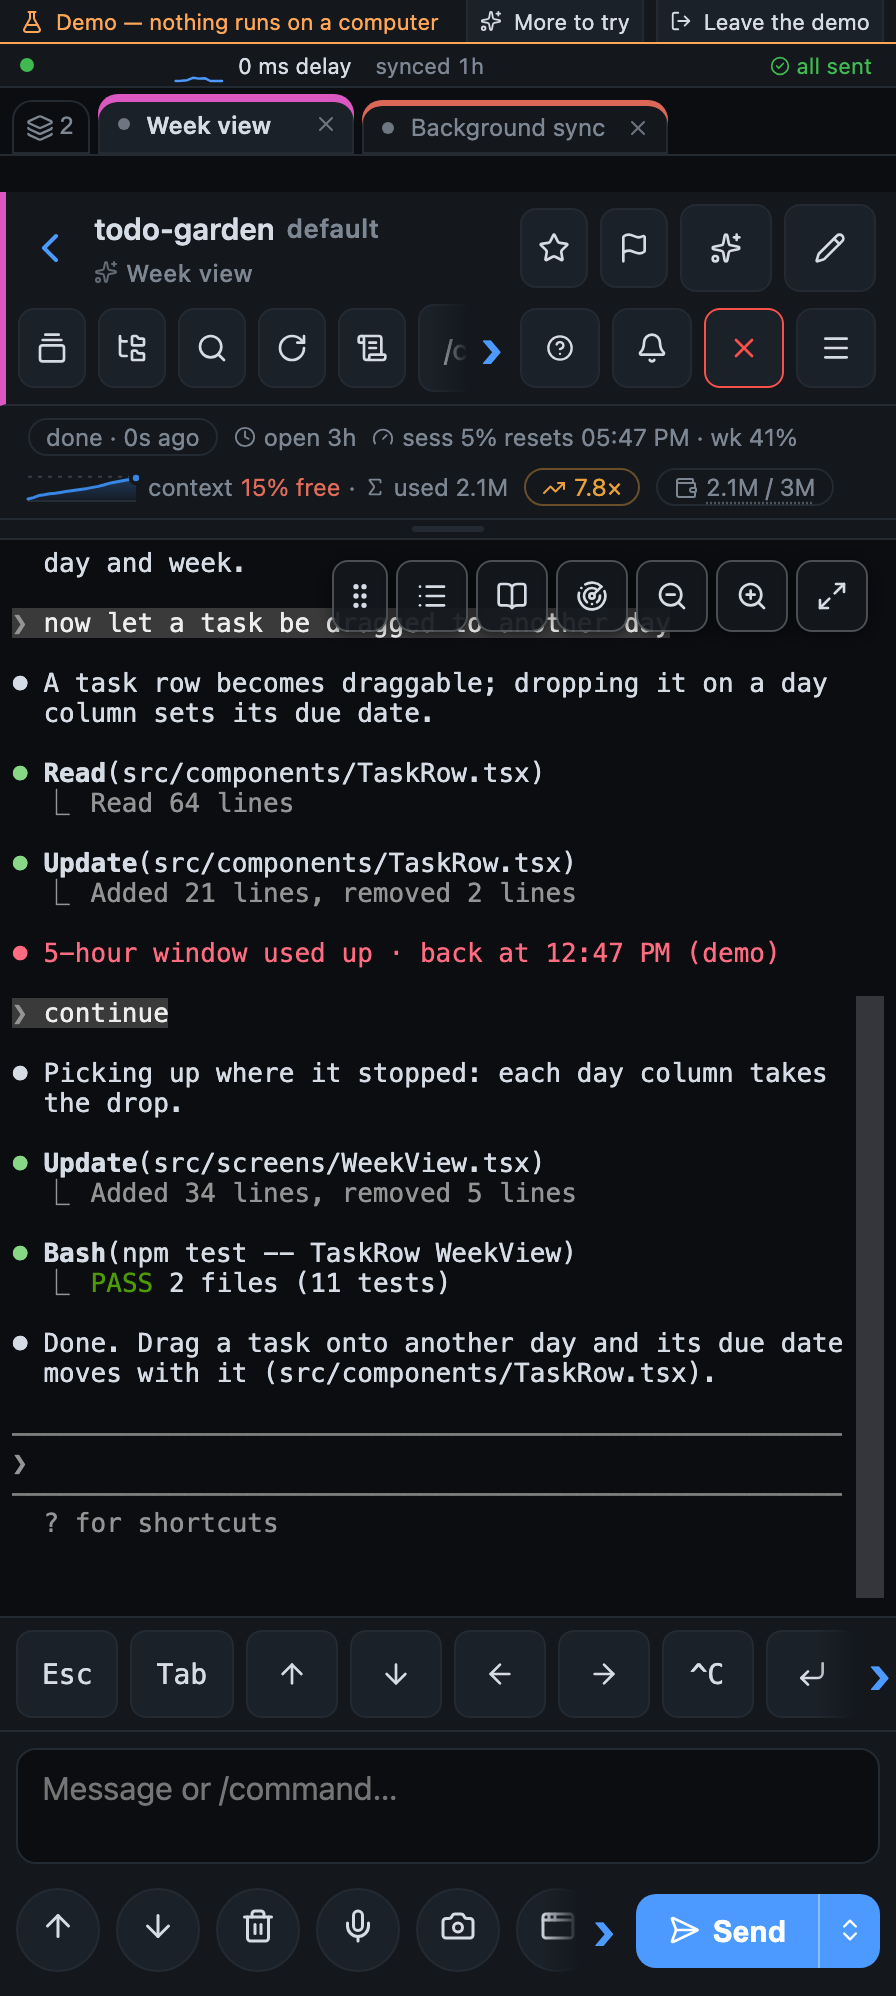 Demo — nothing runs on a computer
More to try
Leave the demo
0 ms delay synced 1h
all sent
2
Week view
Background sync
todo-garden default
Week view
/c
done · 0s ago
open 3h
sess 5% resets 05:47 PM · wk 41%
context 15% free · Σ used 2.1M
7.8×
2.1M / 3M
day and week.
❯ now let a task be dragged to another day
● A task row becomes draggable; dropping it on a day
column sets its due date.
● Read(src/components/TaskRow.tsx)
⎿ Read 64 lines
● Update(src/components/TaskRow.tsx)
⎿ Added 21 lines, removed 2 lines
● 5-hour window used up · back at 12:47 PM (demo)
❯ continue
● Picking up where it stopped: each day column takes
the drop.
● Update(src/screens/WeekView.tsx)
⎿ Added 34 lines, removed 5 lines
● Bash(npm test -- TaskRow WeekView)
⎿ PASS 2 files (11 tests)
● Done. Drag a task onto another day and its due date
moves with it (src/components/TaskRow.tsx).
❯
? for shortcuts
Esc
Tab
↑
↓
←
→
^C
Message or /command...
Send